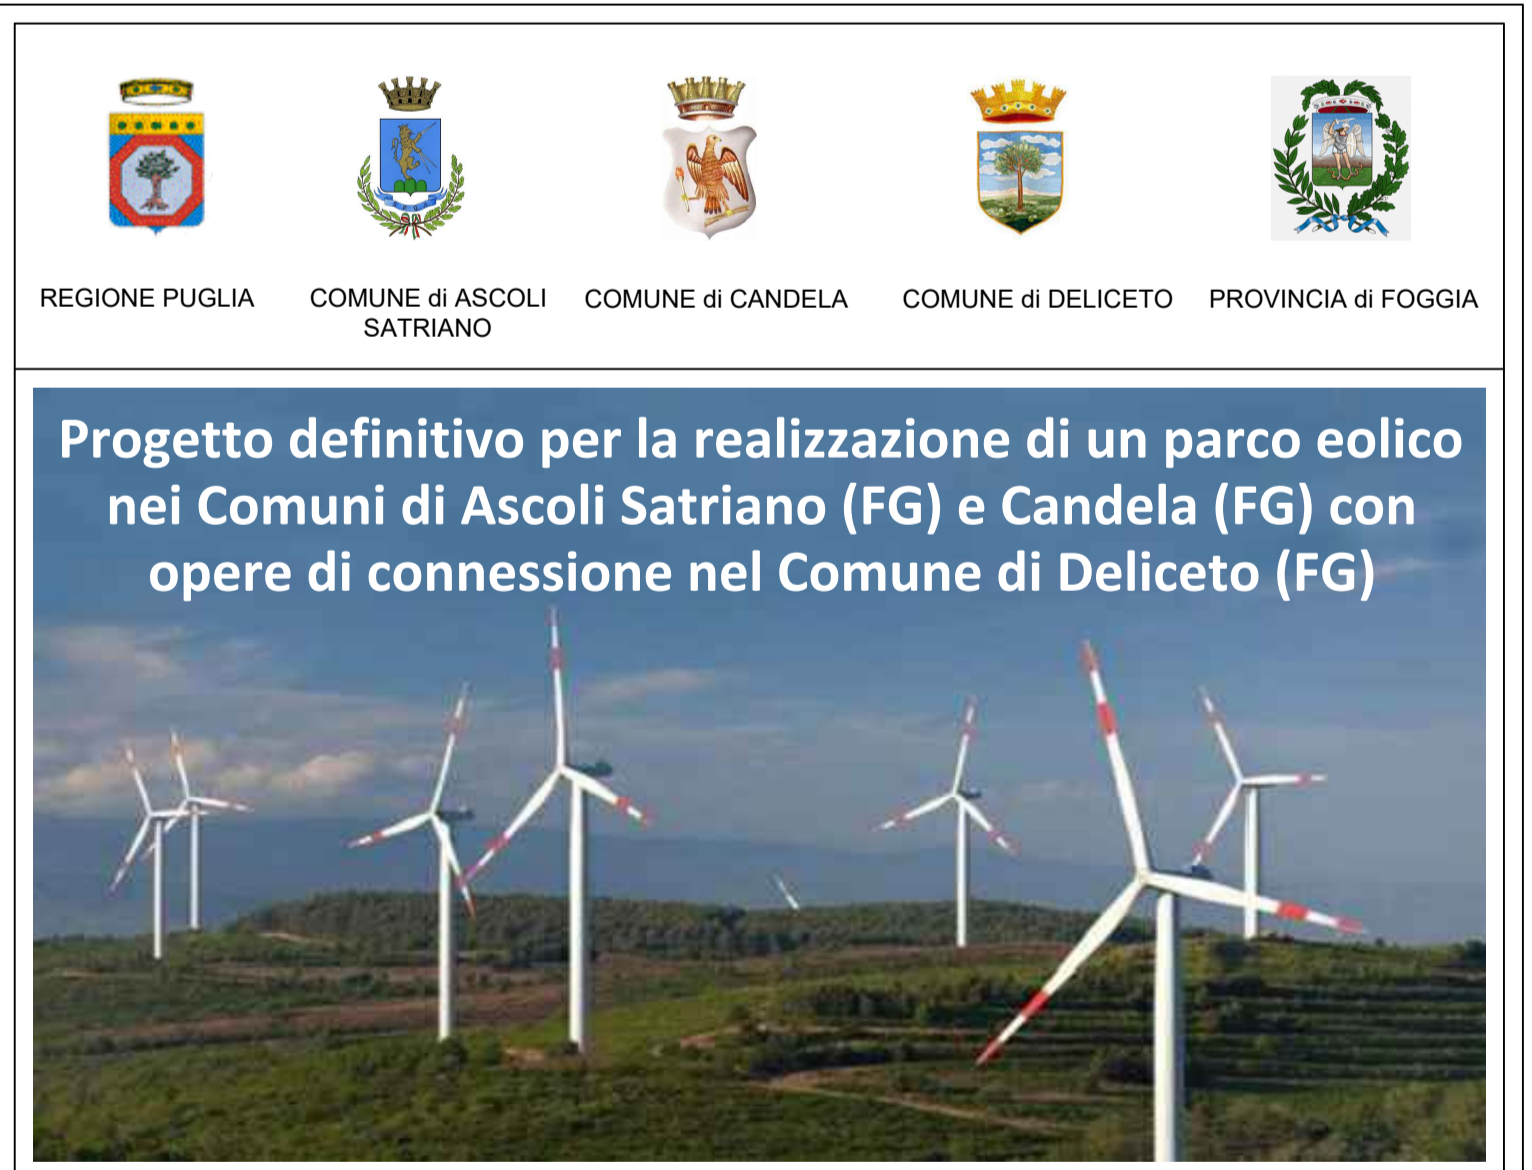 REGIONE PUGLIA
COMUNE di ASCOLI
SATRIANO
COMUNE di CANDELA
COMUNE di DELICETO
PROVINCIA di FOGGIA
Progetto definitivo per la realizzazione di un parco eolico
nei Comuni di Ascoli Satriano (FG) e Candela (FG) con
opere di connessione nel Comune di Deliceto (FG)